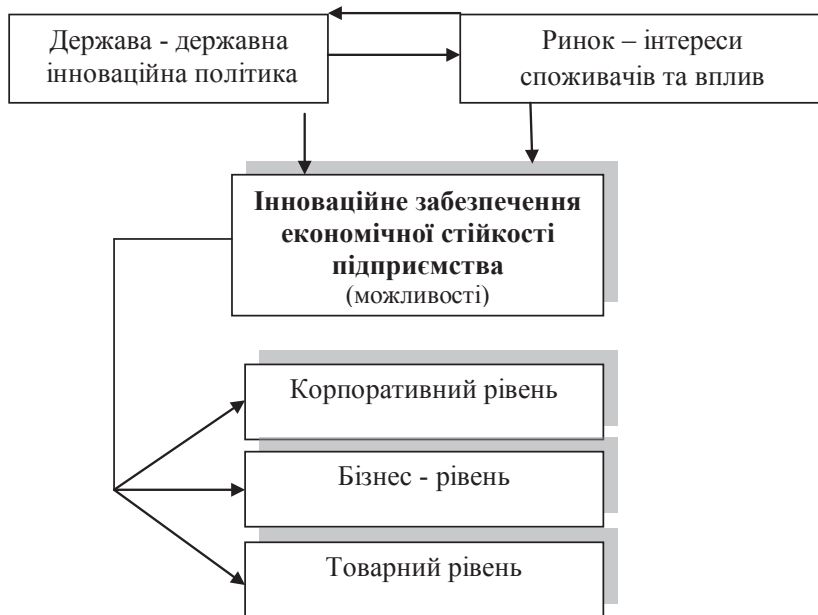 Держава - державна
інноваційна політика
Ринок – інтереси
споживачів та вплив
Інноваційне забезпечення
економічної стійкості
підприємства
(можливості)
Корпоративний рівень
Бізнес - рівень
Товарний рівень